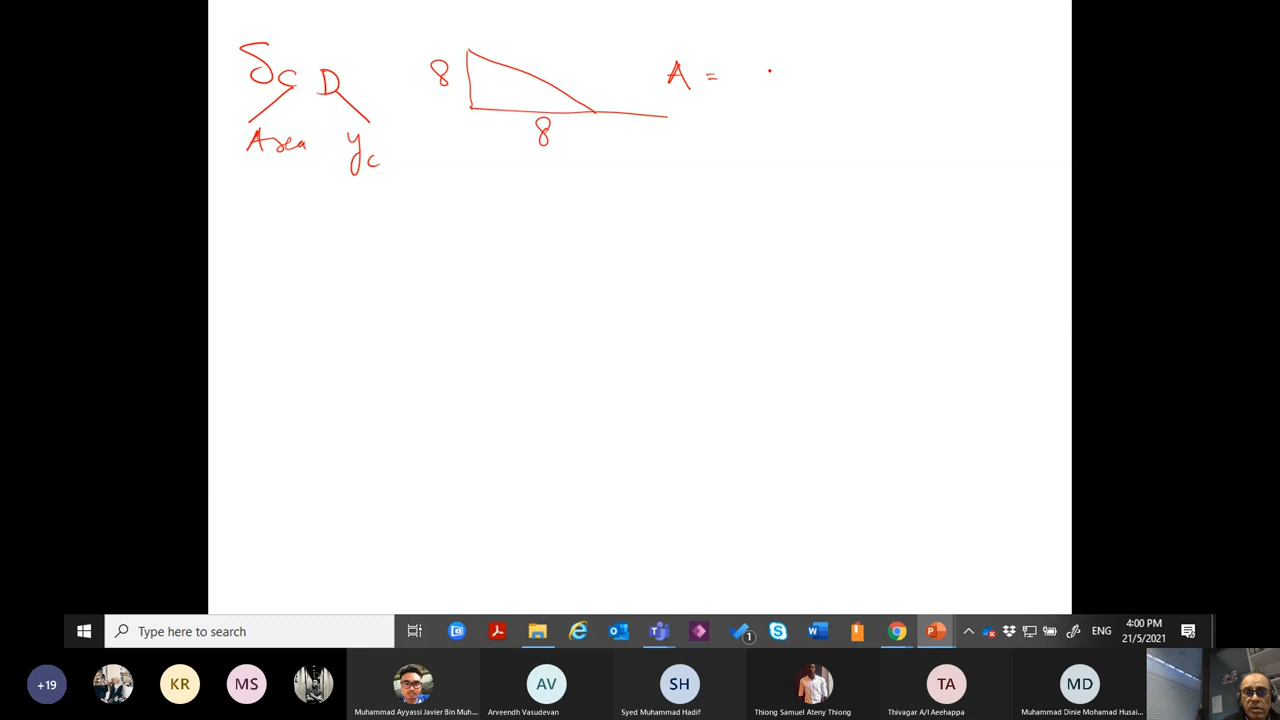 δ C D
8
A =
Area
y c
8
Type here to search
1
W
P
ENG
4:00 PM
21/5/2021
+19
KR
MS
Muhammad Ayyassi Javier Bin Muh...
AV
Arveendh Vasudevan
SH
Syed Muhammad Hadif
Thiong Samuel Ateny Thiong
TA
Thivagar A/l Aeehappa
MD
Muhammad Dinie Mohamad Husai...